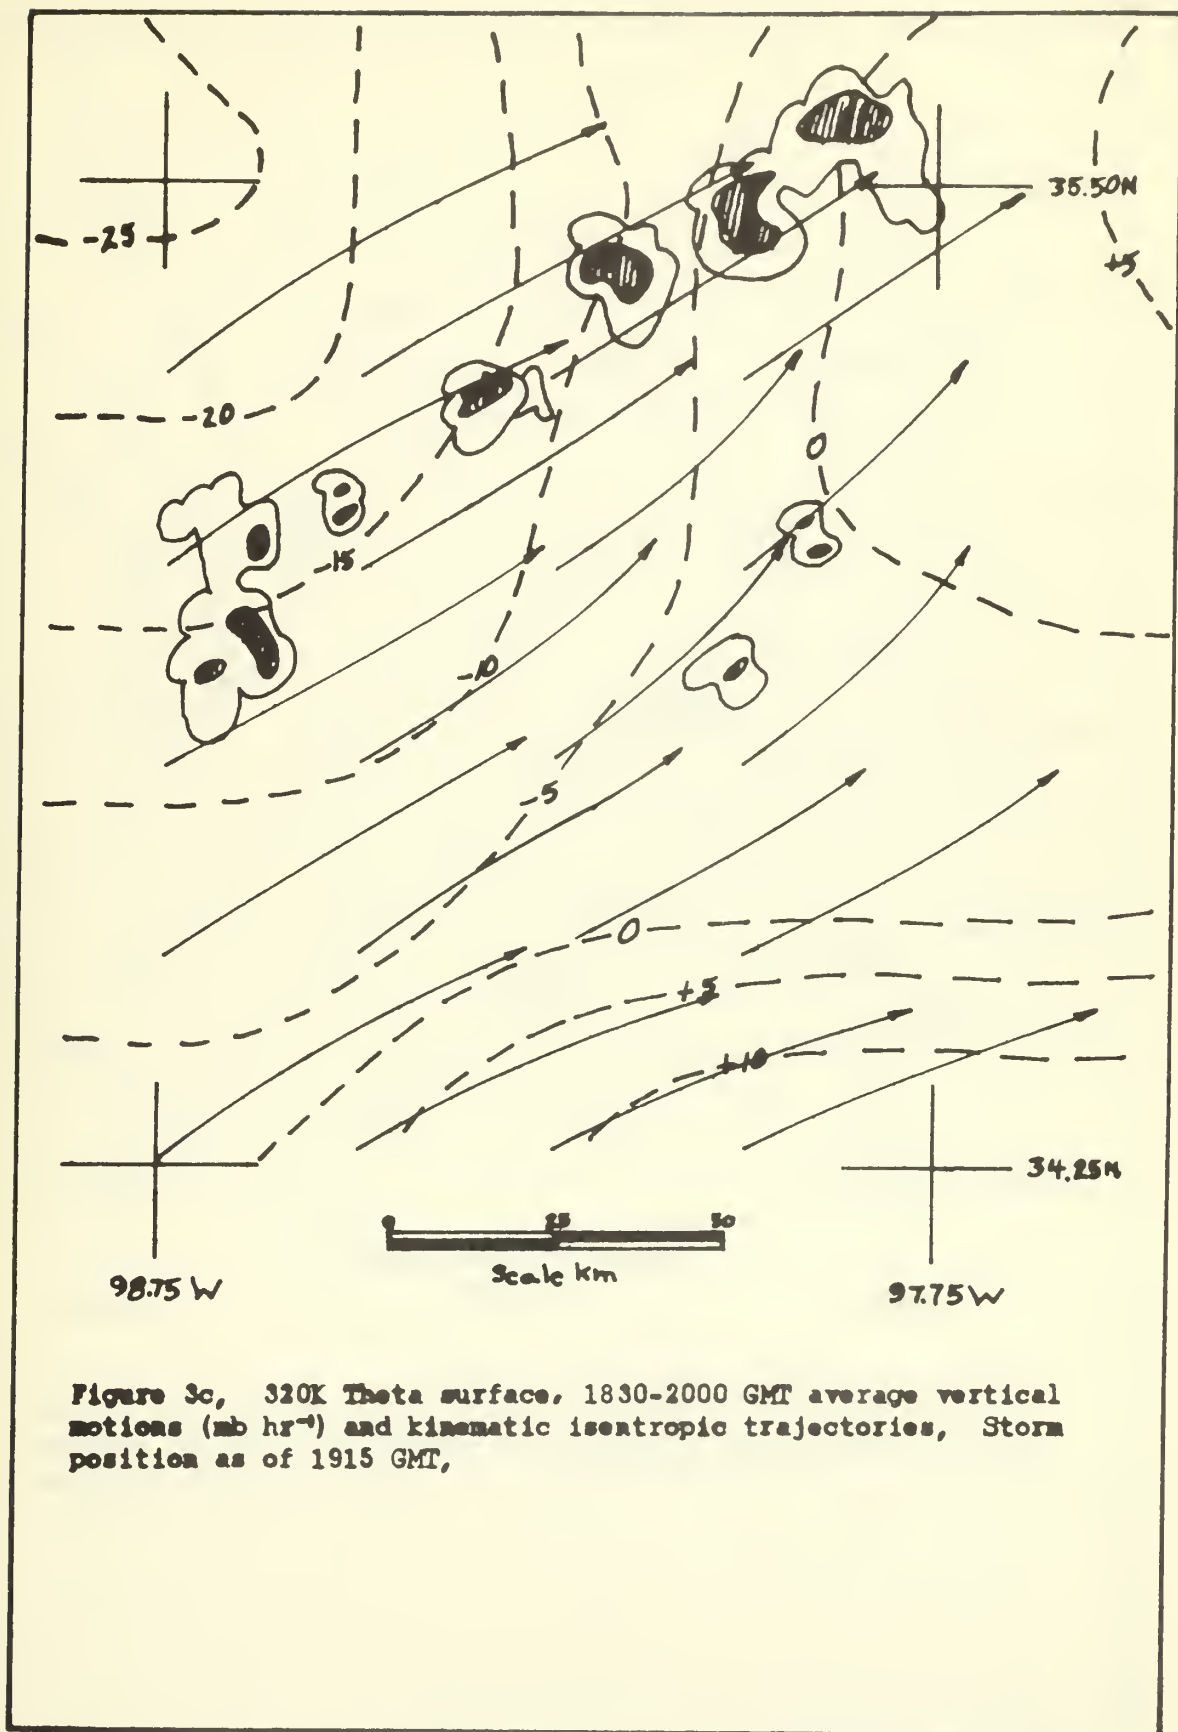 35.50N
-25
+5
-20
0
-15
-10
-5
0
+5
+10
34.25N
0 25 50
Scale Km
98.75 W
97.75 W
Figure 3c, 320K Theta surface, 1830-2000 GMT average vertical
motions (mb hr⁻¹) and kinematic isentropic trajectories, Storm
position as of 1915 GMT,